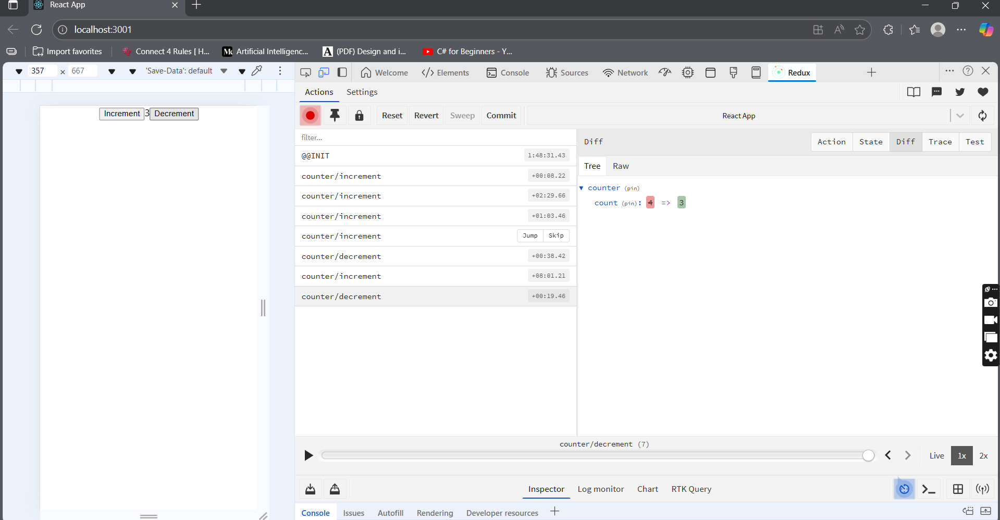 React App
localhost:3001
Import favorites
Connect 4 Rules [ H...
Artificial Intelligenc...
(PDF) Design and i...
C# for Beginners - Y...
357 × 667 'Save-Data': default
Welcome Elements Console Sources Network Redux
Actions Settings
Increment 3 Decrement
Reset Revert Sweep Commit React App
filter...
Diff Action State Diff Trace Test
@@INIT 1:48:31.43
Tree Raw
counter/increment +00:08.22
counter (pin)
counter/increment +02:29.66
count (pin): 4 => 3
counter/increment +01:03.46
counter/increment Jump Skip
counter/decrement +00:38.42
counter/increment +08:01.21
counter/decrement +00:19.46
counter/decrement (7)
Live 1x 2x
Inspector Log monitor Chart RTK Query
Console Issues Autofill Rendering Developer resources